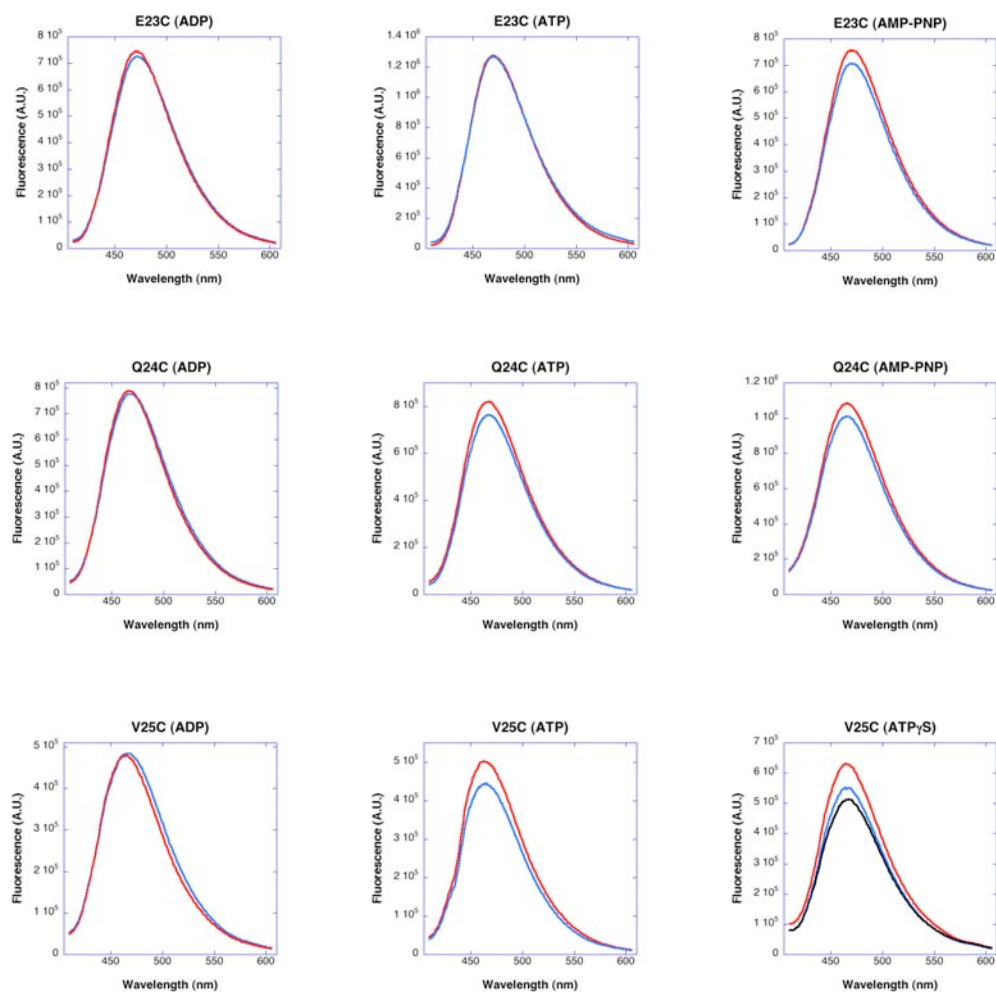 E23C (ADP)
E23C (ATP)
E23C (AMP-PNP)
Fluorescence (A.U.)
8 10⁵
7 10⁵
6 10⁵
5 10⁵
4 10⁵
3 10⁵
2 10⁵
1 10⁵
0
450 500 550 600
Wavelength (nm)
Fluorescence (A.U.)
1.4 10⁶
1.2 10⁶
1 10⁶
8 10⁵
6 10⁵
4 10⁵
2 10⁵
0
450 500 550 600
Wavelength (nm)
Fluorescence (A.U.)
8 10⁵
7 10⁵
6 10⁵
5 10⁵
4 10⁵
3 10⁵
2 10⁵
1 10⁵
0
450 500 550 600
Wavelength (nm)
Q24C (ADP)
Q24C (ATP)
Q24C (AMP-PNP)
Fluorescence (A.U.)
8 10⁵
7 10⁵
6 10⁵
5 10⁵
4 10⁵
3 10⁵
2 10⁵
1 10⁵
0
450 500 550 600
Wavelength (nm)
Fluorescence (A.U.)
8 10⁵
6 10⁵
4 10⁵
2 10⁵
0
450 500 550 600
Wavelength (nm)
Fluorescence (A.U.)
1.2 10⁶
1 10⁶
8 10⁵
6 10⁵
4 10⁵
2 10⁵
0
450 500 550 600
Wavelength (nm)
V25C (ADP)
V25C (ATP)
V25C (ATPγS)
Fluorescence (A.U.)
5 10⁵
4 10⁵
3 10⁵
2 10⁵
1 10⁵
0
450 500 550 600
Wavelength (nm)
Fluorescence (A.U.)
5 10⁵
4 10⁵
3 10⁵
2 10⁵
1 10⁵
0
450 500 550 600
Wavelength (nm)
Fluorescence (A.U.)
7 10⁵
6 10⁵
5 10⁵
4 10⁵
3 10⁵
2 10⁵
1 10⁵
0
450 500 550 600
Wavelength (nm)